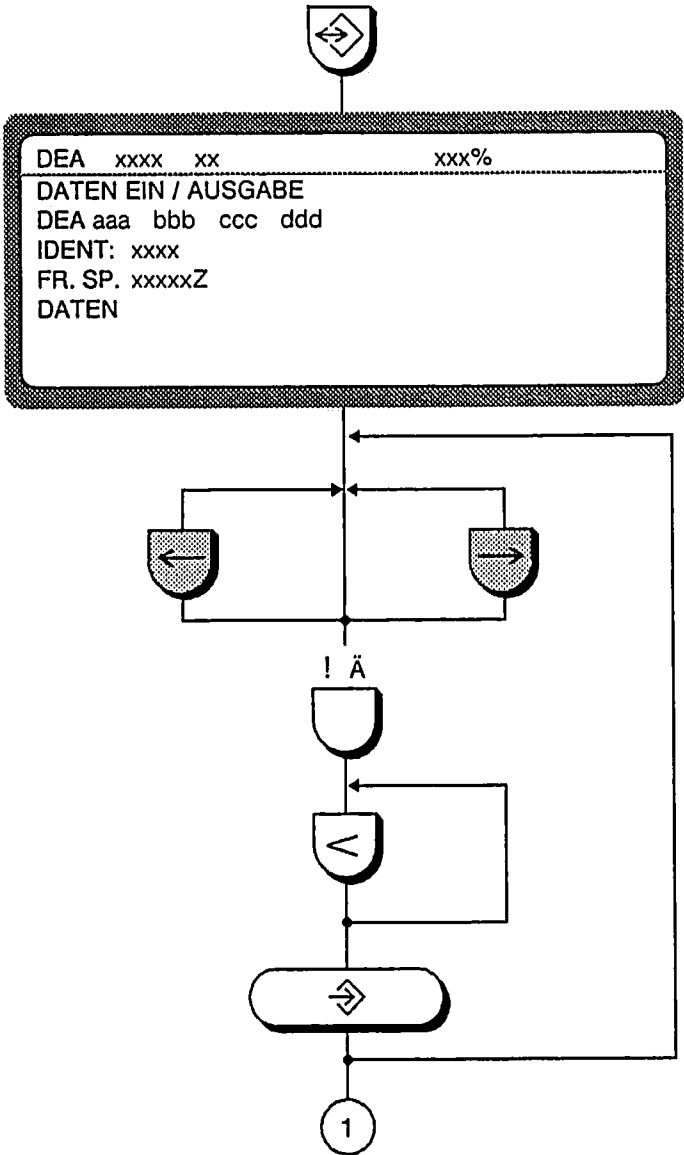 DEA xxxx xx xxx%
DATEN EIN / AUSGABE
DEA aaa bbb ccc ddd
IDENT: xxxx
FR. SP. xxxxxZ
DATEN
! Ä
<
1